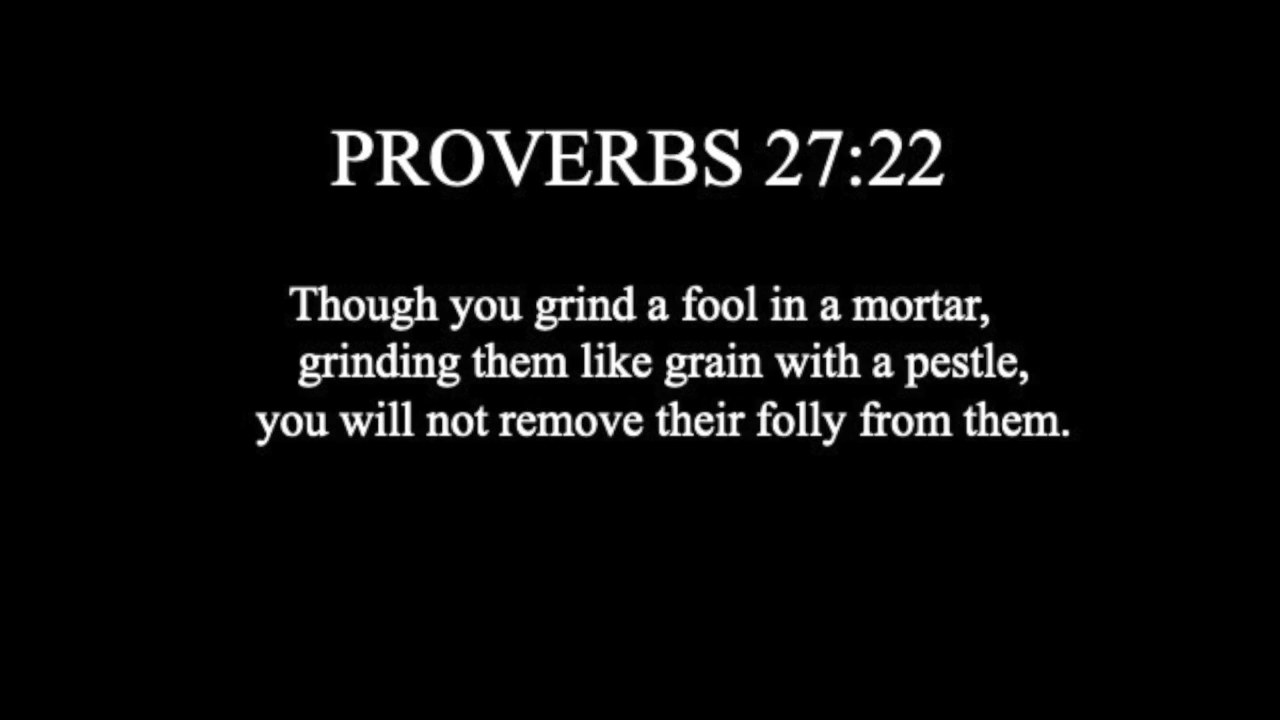 PROVERBS 27:22
Though you grind a fool in a mortar,
grinding them like grain with a pestle,
you will not remove their folly from them.